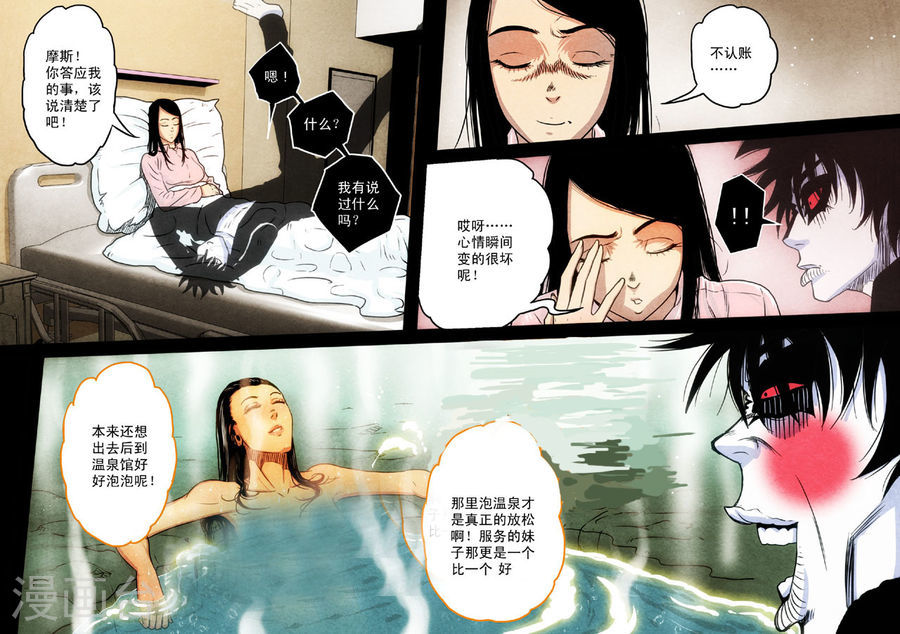 摩斯！
你答应我
的事，该
说清楚了
吧！
嗯！
什么？
我有说
过什么
吗？
不认账
……
哎呀……
心情瞬间
变的很坏
呢！
！！
本来还想
出去后到
温泉馆好
好泡泡呢！
那里泡温泉才
是真正的放松
啊！服务的妹
子那更是一个
比一个 好
漫画